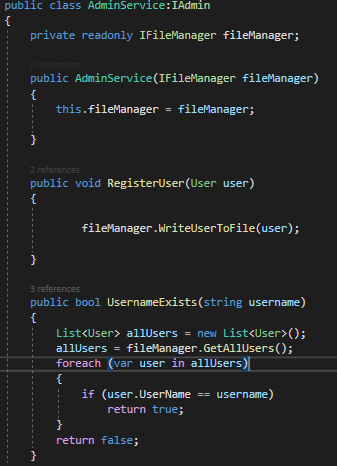 public class AdminService:IAdmin
{
private readonly IFileManager fileManager;
0 references
public AdminService(IFileManager fileManager)
{
this.fileManager = fileManager;
}
2 references
public void RegisterUser(User user)
{
fileManager.WriteUserToFile(user);
}
3 references
public bool UsernameExists(string username)
{
List<User> allUsers = new List<User>();
allUsers = fileManager.GetAllUsers();
foreach (var user in allUsers)
{
if (user.UserName == username)
return true;
}
return false;
}